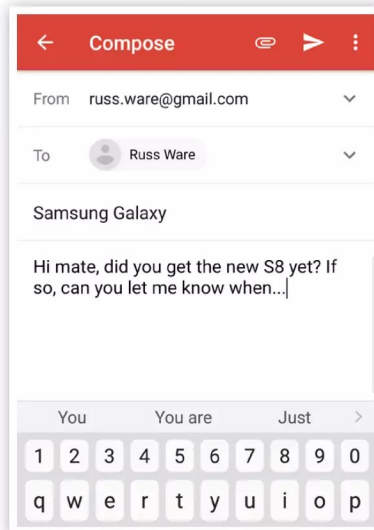 Compose
From russ.ware@gmail.com
To Russ Ware
Samsung Galaxy
Hi mate, did you get the new S8 yet? If
so, can you let me know when...
You You are Just
1 2 3 4 5 6 7 8 9 0
q w e r t y u i o p